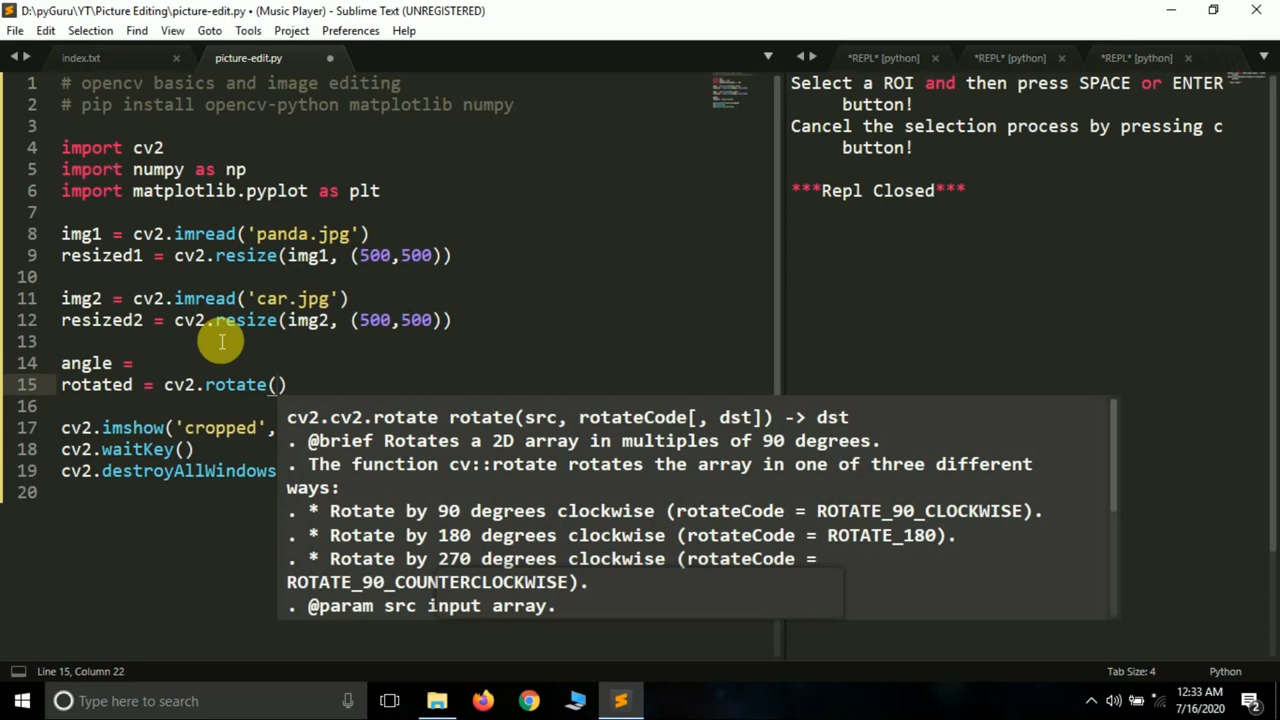 D:\pyGuru\YT\Picture Editing\picture-edit.py • (Music Player) - Sublime Text (UNREGISTERED)
File Edit Selection Find View Goto Tools Project Preferences Help
index.txt picture-edit.py *REPL* [python] *REPL* [python] *REPL* [python]
1 # opencv basics and image editing
2 # pip install opencv-python matplotlib numpy
3
4 import cv2
5 import numpy as np
6 import matplotlib.pyplot as plt
7
8 img1 = cv2.imread('panda.jpg')
9 resized1 = cv2.resize(img1, (500,500))
10
11 img2 = cv2.imread('car.jpg')
12 resized2 = cv2.resize(img2, (500,500))
13
14 angle =
15 rotated = cv2.rotate()
16
17 cv2.imshow('cropped',
18 cv2.waitKey()
19 cv2.destroyAllWindows
20
cv2.cv2.rotate rotate(src, rotateCode[, dst]) -> dst
. @brief Rotates a 2D array in multiples of 90 degrees.
. The function cv::rotate rotates the array in one of three different
ways:
. * Rotate by 90 degrees clockwise (rotateCode = ROTATE_90_CLOCKWISE).
. * Rotate by 180 degrees clockwise (rotateCode = ROTATE_180).
. * Rotate by 270 degrees clockwise (rotateCode =
ROTATE_90_COUNTERCLOCKWISE).
. @param src input array.
Select a ROI and then press SPACE or ENTER
button!
Cancel the selection process by pressing c
button!
***Repl Closed***
Line 15, Column 22 Tab Size: 4 Python
Type here to search
12:33 AM
7/16/2020
2